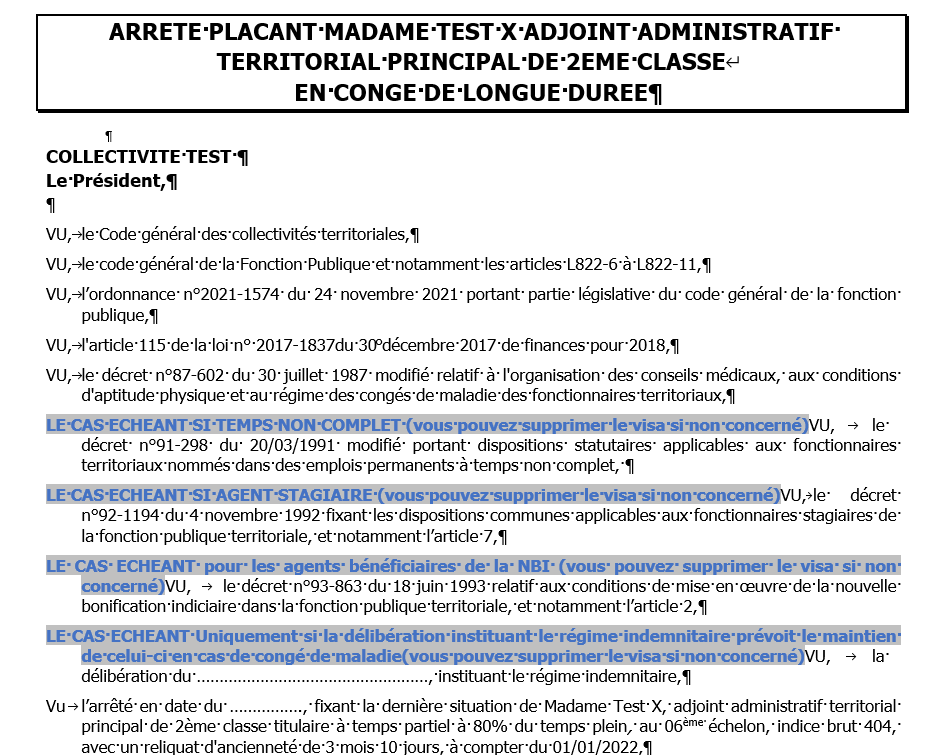 ARRETE PLACANT MADAME TEST X ADJOINT ADMINISTRATIF
TERRITORIAL PRINCIPAL DE 2EME CLASSE
EN CONGE DE LONGUE DUREE¶
¶
COLLECTIVITE TEST ¶
Le Président,¶
¶
VU,→le Code général des collectivités territoriales,¶
VU,→le code général de la Fonction Publique et notamment les articles L822-6 à L822-11,¶
VU,→l’ordonnance n°2021-1574 du 24 novembre 2021 portant partie législative du code général de la fonction
publique,¶
VU,→l'article 115 de la loi n° 2017-1837du 30°décembre 2017 de finances pour 2018,¶
VU,→le décret n°87-602 du 30 juillet 1987 modifié relatif à l'organisation des conseils médicaux, aux conditions
d'aptitude physique et au régime des congés de maladie des fonctionnaires territoriaux,¶
LE CAS ECHEANT SI TEMPS NON COMPLET (vous pouvez supprimer le visa si non concerné)VU, → le
décret n°91-298 du 20/03/1991 modifié portant dispositions statutaires applicables aux fonctionnaires
territoriaux nommés dans des emplois permanents à temps non complet, ¶
LE CAS ECHEANT SI AGENT STAGIAIRE (vous pouvez supprimer le visa si non concerné)VU,→le décret
n°92-1194 du 4 novembre 1992 fixant les dispositions communes applicables aux fonctionnaires stagiaires de
la fonction publique territoriale, et notamment l’article 7,¶
LE CAS ECHEANT pour les agents bénéficiaires de la NBI (vous pouvez supprimer le visa si non
concerné)VU, → le décret n°93-863 du 18 juin 1993 relatif aux conditions de mise en œuvre de la nouvelle
bonification indiciaire dans la fonction publique territoriale, et notamment l’article 2,¶
LE CAS ECHEANT Uniquement si la délibération instituant le régime indemnitaire prévoit le maintien
de celui-ci en cas de congé de maladie(vous pouvez supprimer le visa si non concerné)VU, → la
délibération du ..................................................., instituant le régime indemnitaire,¶
Vu→l’arrêté en date du ................, fixant la dernière situation de Madame Test X, adjoint administratif territorial
principal de 2ème classe titulaire à temps partiel à 80% du temps plein, au 06ème échelon, indice brut 404,
avec un reliquat d'ancienneté de 3 mois 10 jours, à compter du 01/01/2022,¶